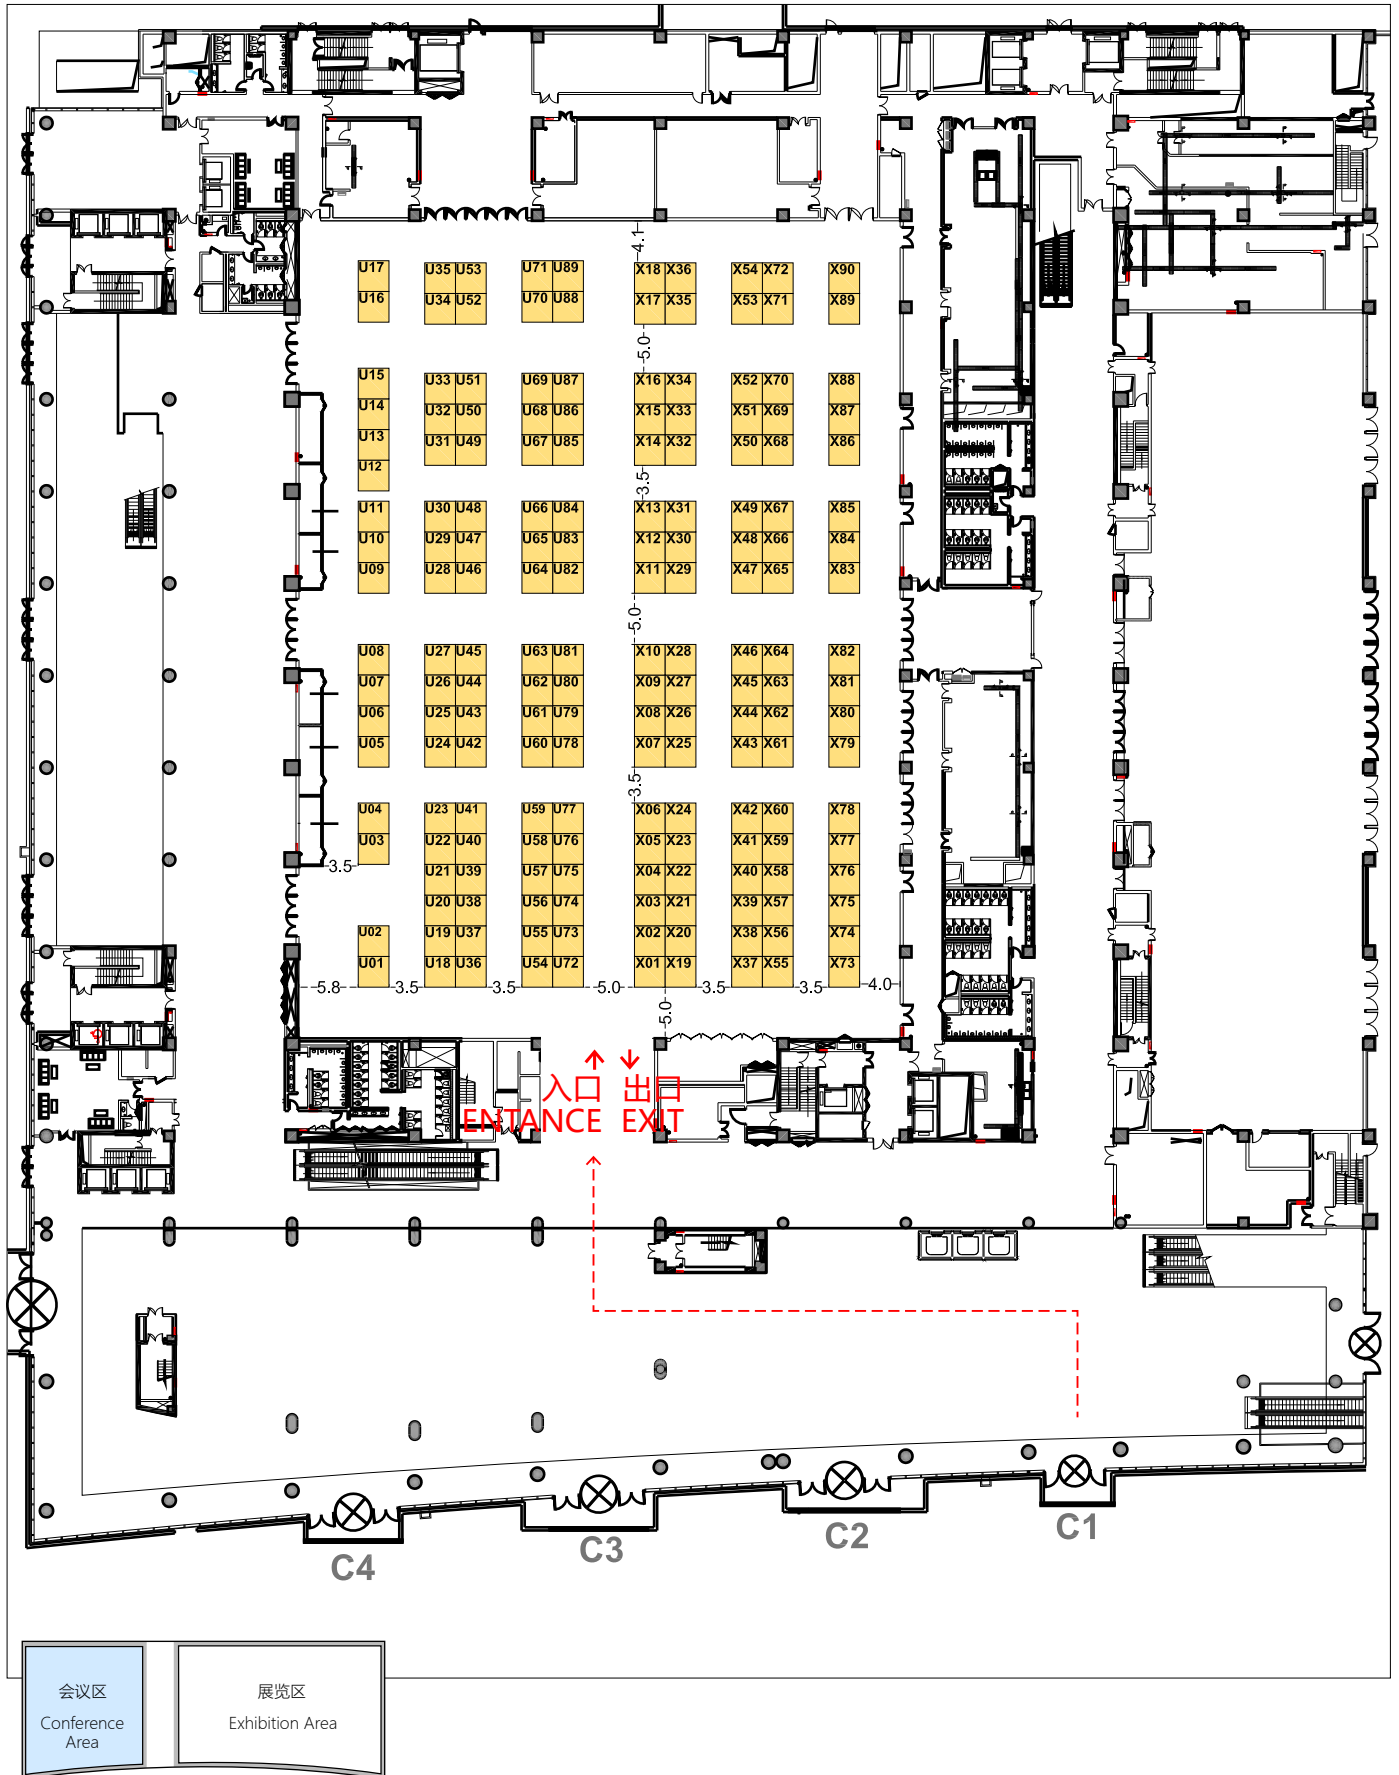 4.1
U17 U35 U53 U71 U89 X18 X36 X54 X72 X90
U16 U34 U52 U70 U88 X17 X35 X53 X71 X89
5.0
U15 U33 U51 U69 U87 X16 X34 X52 X70 X88
U14 U32 U50 U68 U86 X15 X33 X51 X69 X87
U13 U31 U49 U67 U85 X14 X32 X50 X68 X86
U12
3.5
U11 U30 U48 U66 U84 X13 X31 X49 X67 X85
U10 U29 U47 U65 U83 X12 X30 X48 X66 X84
U09 U28 U46 U64 U82 X11 X29 X47 X65 X83
5.0
U08 U27 U45 U63 U81 X10 X28 X46 X64 X82
U07 U26 U44 U62 U80 X09 X27 X45 X63 X81
U06 U25 U43 U61 U79 X08 X26 X44 X62 X80
U05 U24 U42 U60 U78 X07 X25 X43 X61 X79
3.5
U04 U23 U41 U59 U77 X06 X24 X42 X60 X78
U03 U22 U40 U58 U76 X05 X23 X41 X59 X77
3.5 U21 U39 U57 U75 X04 X22 X40 X58 X76
U20 U38 U56 U74 X03 X21 X39 X57 X75
U02 U19 U37 U55 U73 X02 X20 X38 X56 X74
U01 U18 U36 U54 U72 X01 X19 X37 X55 X73
5.8 3.5 3.5 5.0 3.5 3.5 4.0
5.0
入口 出口
ENTANCE EXIT
C1
C2
C3
C4
会议区 展览区
Conference Exhibition Area
Area